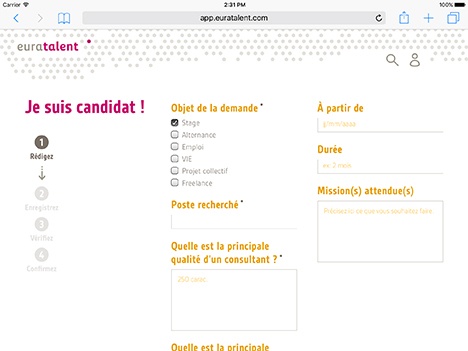 Carrier
2:31 PM
100%
app.euratalent.com
euratalent
Je suis candidat !
1
Rédigez
2
Enregistrez
3
Vérifiez
4
Confirmez
Objet de la demande *
Stage
Alternance
Emploi
VIE
Projet collectif
Freelance
Poste recherché *
Quelle est la principale
qualité d'un consultant ? *
250 carac.
Quelle est la principale
À partir de
jj/mm/aaaa
Durée
ex: 2 mois
Mission(s) attendue(s)
Précisez ici ce que vous souhaitez faire